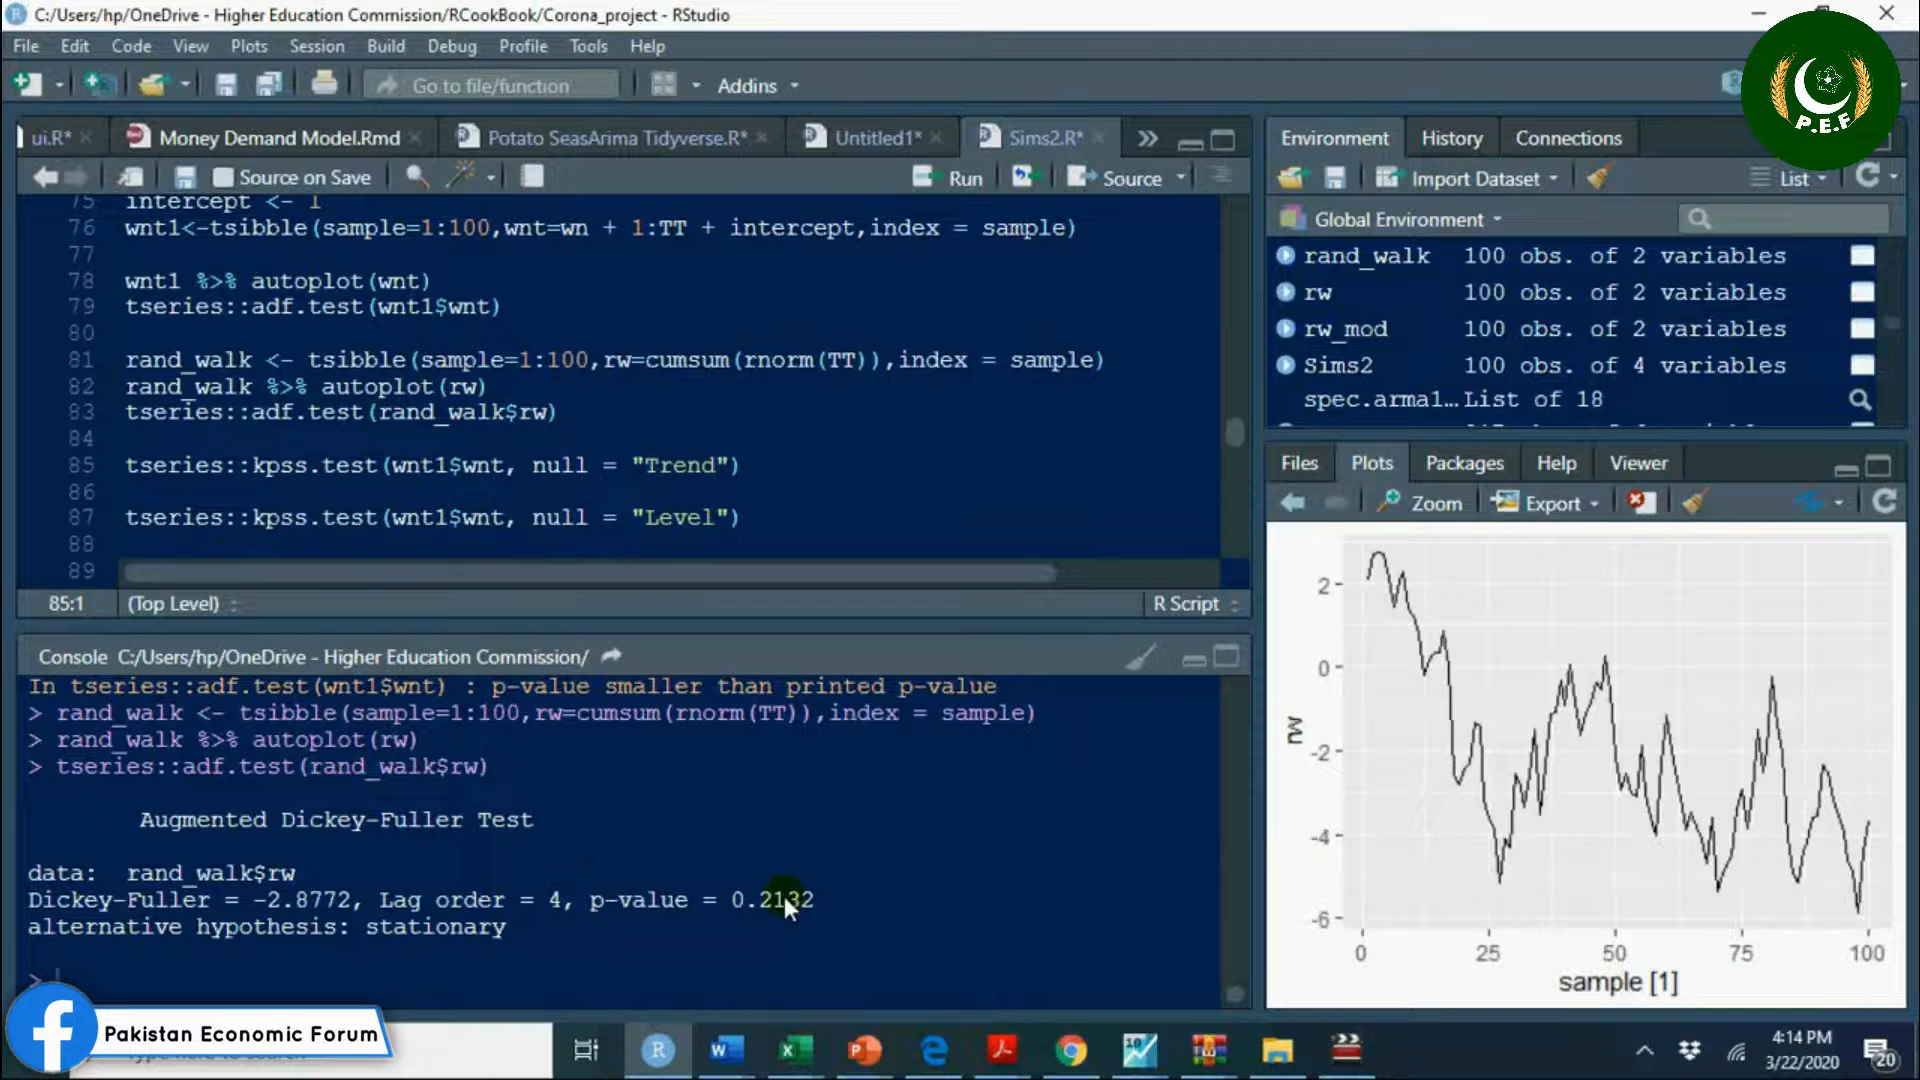 C:/Users/hp/OneDrive - Higher Education Commission/RCookBook/Corona_project - RStudio
File Edit Code View Plots Session Build Debug Profile Tools Help
Go to file/function
Addins
P.E.F
ui.R*
Money Demand Model.Rmd
Potato SeasArima Tidyverse.R*
Untitled1*
Sims2.R*
Source on Save
Run
Source
75 intercept <- 1
76 wnt1<-tsibble(sample=1:100,wnt=wn + 1:TT + intercept,index = sample)
77
78 wnt1 %>% autoplot(wnt)
79 tseries::adf.test(wnt1$wnt)
80
81 rand_walk <- tsibble(sample=1:100,rw=cumsum(rnorm(TT)),index = sample)
82 rand_walk %>% autoplot(rw)
83 tseries::adf.test(rand_walk$rw)
84
85 tseries::kpss.test(wnt1$wnt, null = "Trend")
86
87 tseries::kpss.test(wnt1$wnt, null = "Level")
88
89
85:1 (Top Level) R Script
Console C:/Users/hp/OneDrive - Higher Education Commission/
In tseries::adf.test(wnt1$wnt) : p-value smaller than printed p-value
> rand_walk <- tsibble(sample=1:100,rw=cumsum(rnorm(TT)),index = sample)
> rand_walk %>% autoplot(rw)
> tseries::adf.test(rand_walk$rw)
Augmented Dickey-Fuller Test
data: rand_walk$rw
Dickey-Fuller = -2.8772, Lag order = 4, p-value = 0.2132
alternative hypothesis: stationary
>
Environment History Connections
Import Dataset
List
Global Environment
rand_walk 100 obs. of 2 variables
rw 100 obs. of 2 variables
rw_mod 100 obs. of 2 variables
Sims2 100 obs. of 4 variables
spec.arma1… List of 18
Files Plots Packages Help Viewer
Zoom Export
2
0
-2
-4
-6
rw
0 25 50 75 100
sample [1]
Pakistan Economic Forum
4:14 PM
3/22/2020
20